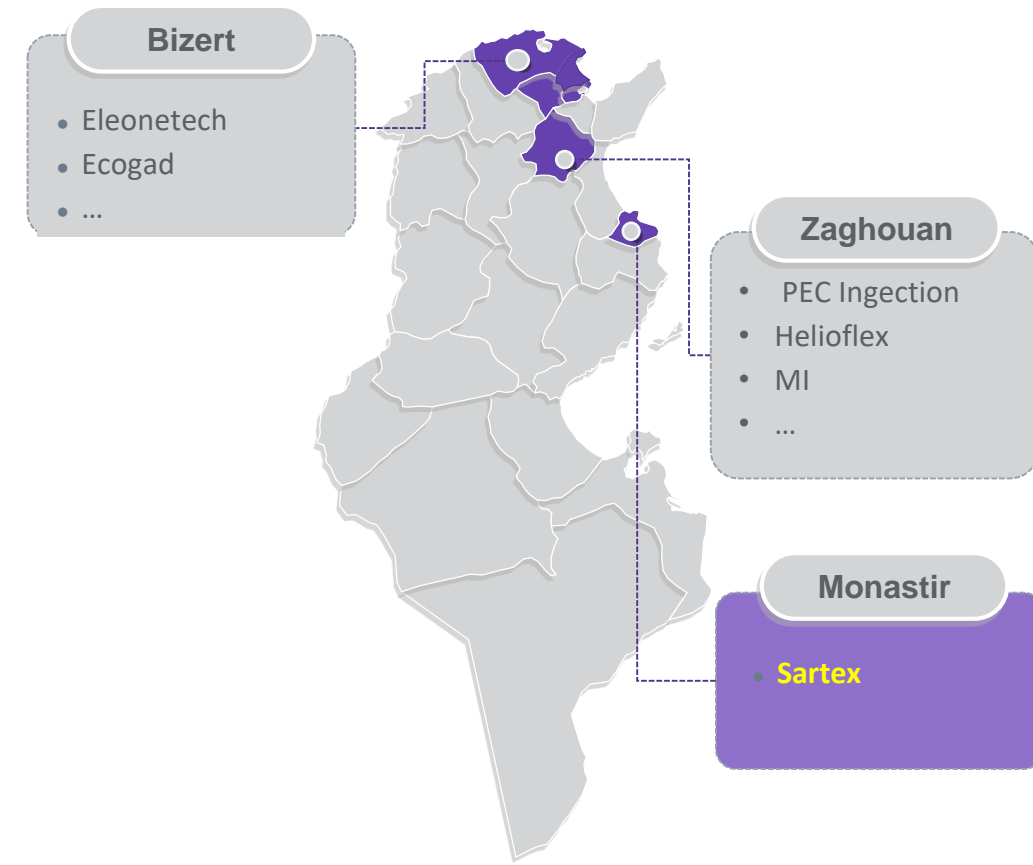 Bizert
• Eleonetech
• Ecogad
• ...
Zaghouan
• PEC Ingection
• Helioflex
• MI
• ...
Monastir
• Sartex